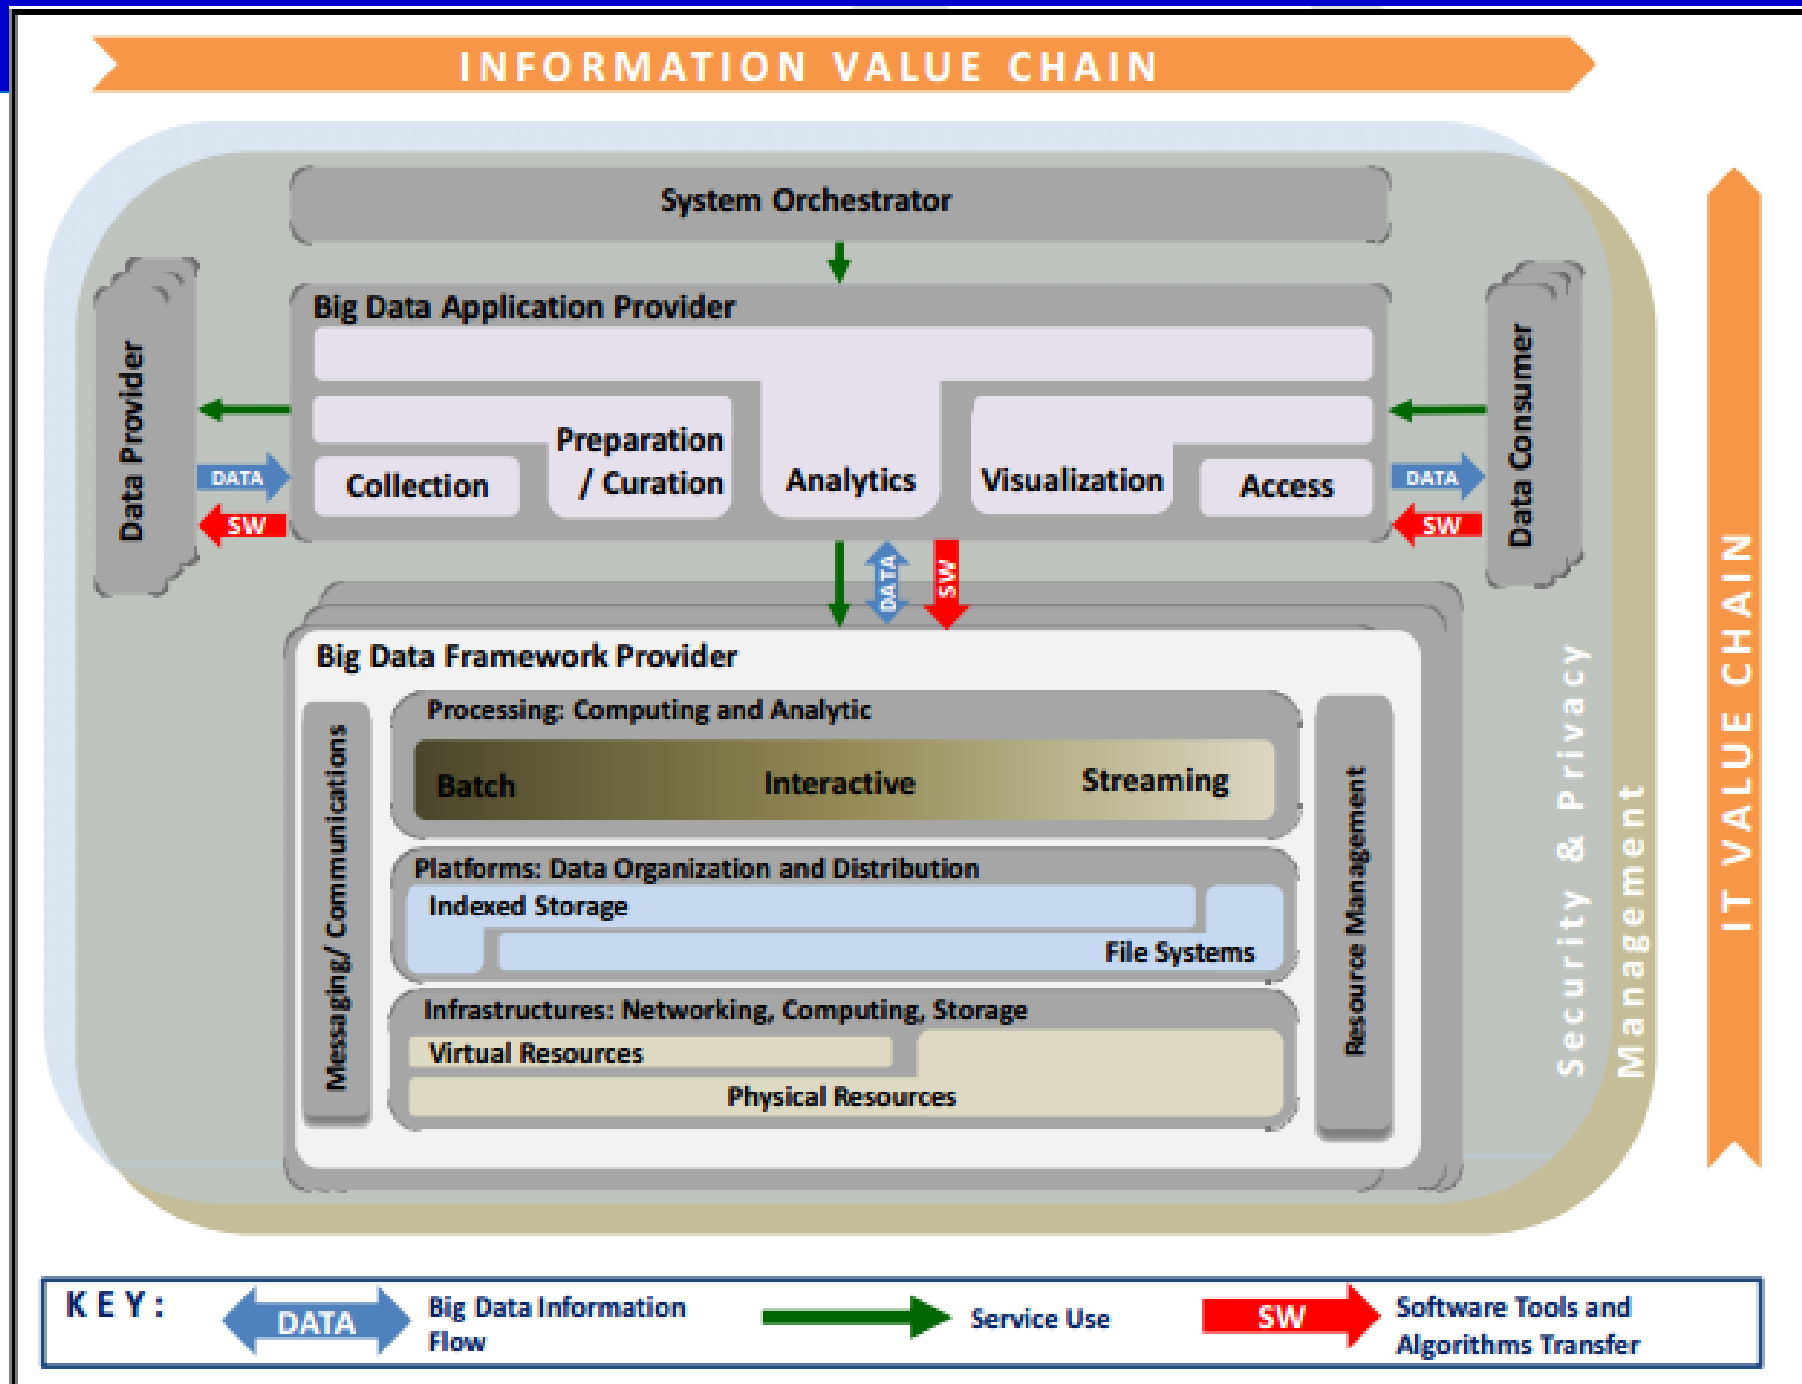 INFORMATION VALUE CHAIN
System Orchestrator
Big Data Application Provider
Data Provider
Data Consumer
Preparation
/ Curation
Collection
Analytics
Visualization
Access
DATA
SW
DATA
SW
DATA
SW
Big Data Framework Provider
Messaging/ Communications
Processing: Computing and Analytic
Batch
Interactive
Streaming
Platforms: Data Organization and Distribution
Indexed Storage
File Systems
Infrastructures: Networking, Computing, Storage
Virtual Resources
Physical Resources
Resource Management
Security & Privacy
Management
IT VALUE CHAIN
KEY:
DATA
Big Data Information
Flow
Service Use
SW
Software Tools and
Algorithms Transfer